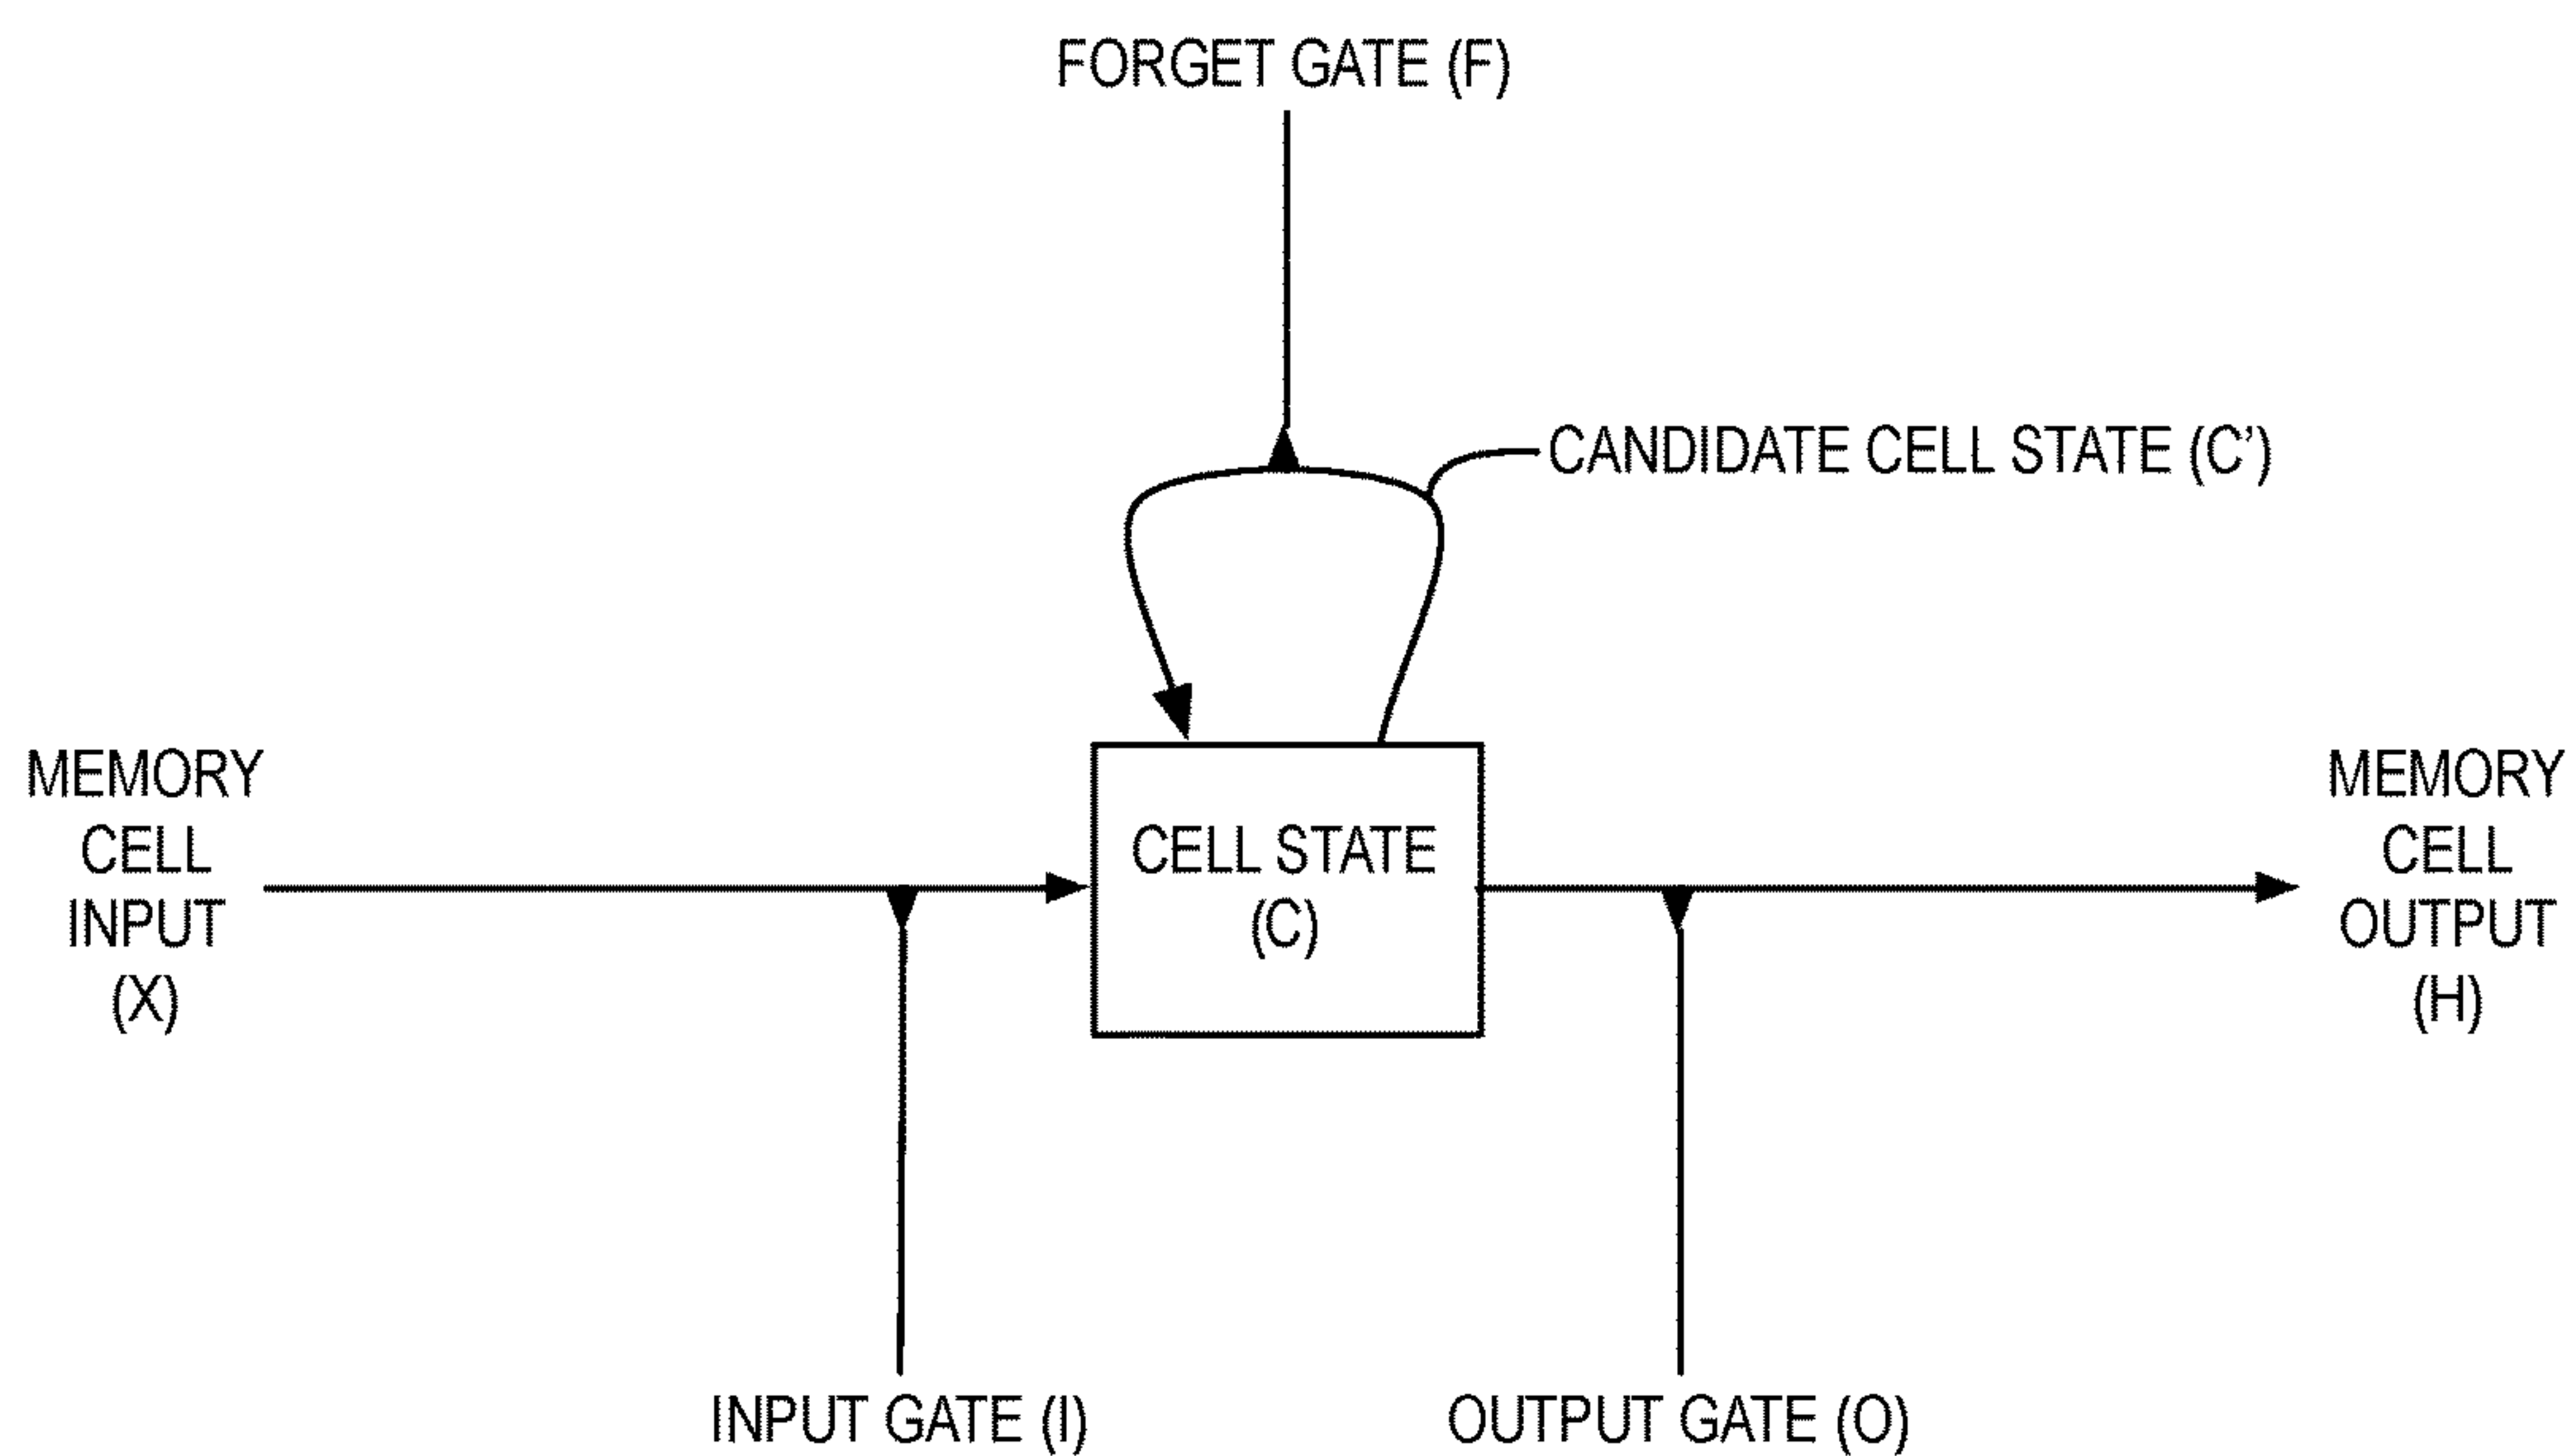 FORGET GATE (F)
CANDIDATE CELL STATE (C’)
MEMORY
CELL
INPUT
(X)
CELL STATE
(C)
MEMORY
CELL
OUTPUT
(H)
INPUT GATE (I)
OUTPUT GATE (O)